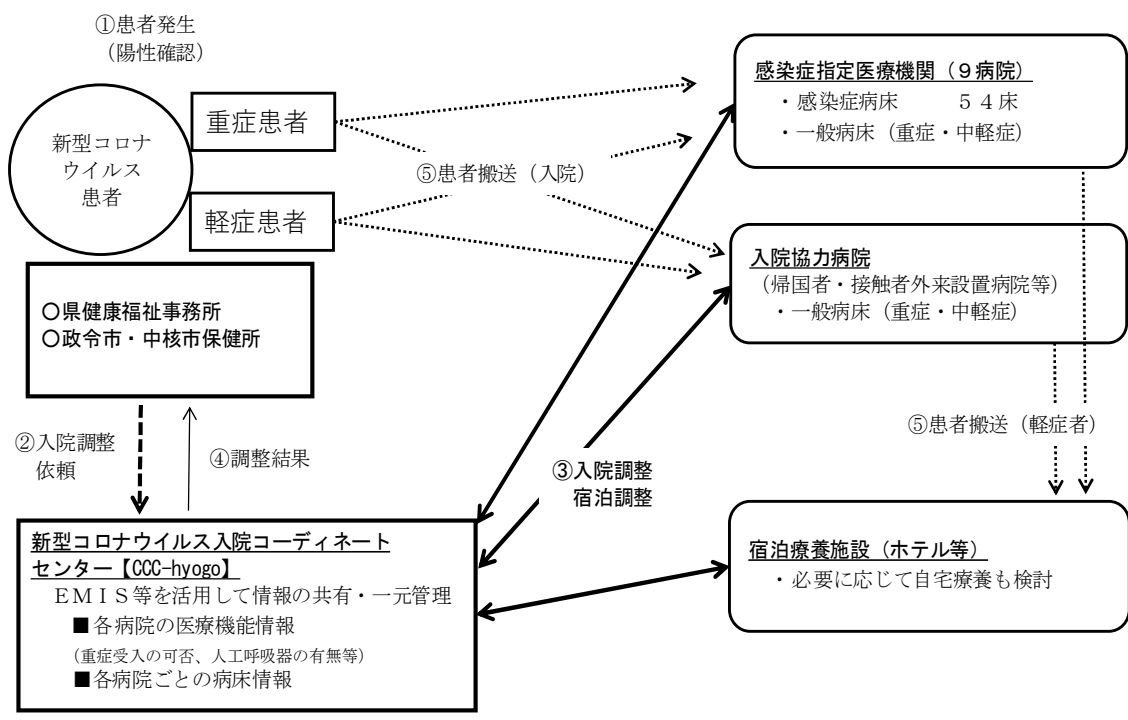 ①患者発生
（陽性確認）
新型コロナ
ウイルス
患者
重症患者
軽症患者
⑤患者搬送（入院）
感染症指定医療機関（９病院）
・感染症病床　　５４床
・一般病床（重症・中軽症）
入院協力病院
（帰国者・接触者外来設置病院等）
・一般病床（重症・中軽症）
○県健康福祉事務所
○政令市・中核市保健所
②入院調整
依頼
④調整結果
③入院調整
宿泊調整
⑤患者搬送（軽症者）
新型コロナウイルス入院コーディネート
センター【CCC-hyogo】
ＥＭＩＳ等を活用して情報の共有・一元管理
■各病院の医療機能情報
（重症受入の可否、人工呼吸器の有無等）
■各病院ごとの病床情報
宿泊療養施設（ホテル等）
・必要に応じて自宅療養も検討